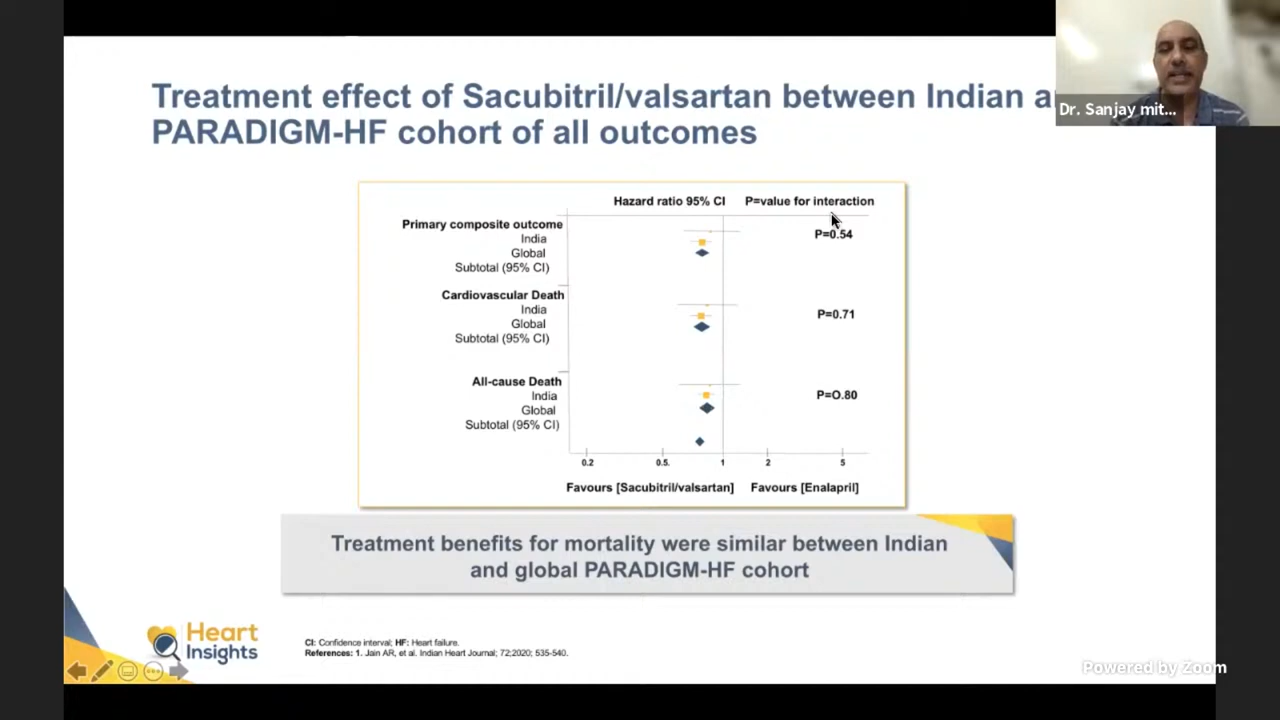 Treatment effect of Sacubitril/valsartan between Indian a
PARADIGM-HF cohort of all outcomes
Dr. Sanjay mit...
Hazard ratio 95% CI
P=value for interaction
Primary composite outcome
India
Global
Subtotal (95% CI)
P=0.54
Cardiovascular Death
India
Global
Subtotal (95% CI)
P=0.71
All-cause Death
India
Global
Subtotal (95% CI)
P=O.80
0.2 0.5. 1 2 5
Favours [Sacubitril/valsartan] Favours [Enalapril]
Treatment benefits for mortality were similar between Indian
and global PARADIGM-HF cohort
Heart
Insights
CI: Confidence interval; HF: Heart failure.
References: 1. Jain AR, et al. Indian Heart Journal; 72;2020; 535-540.
Powered by Zoom